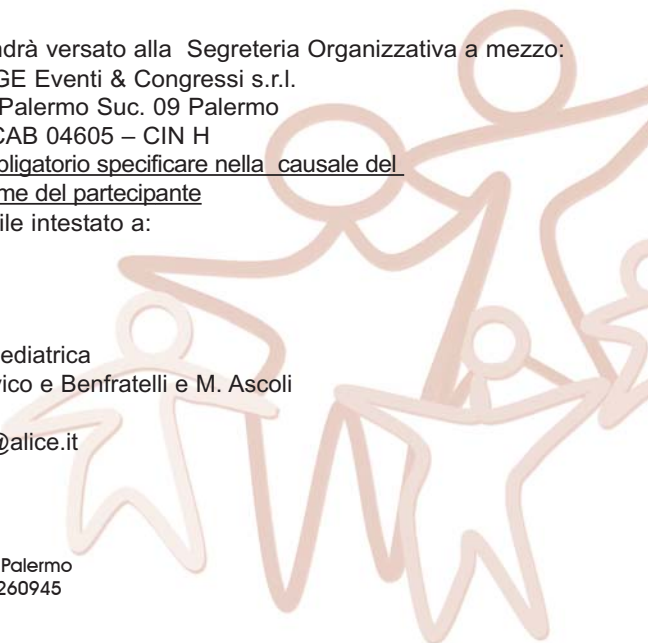 ndrà versato alla Segreteria Organizzativa a mezzo:
GE Eventi & Congressi s.r.l.
Palermo Suc. 09 Palermo
CAB 04605 – CIN H
bligatorio specificare nella causale del
me del partecipante
ile intestato a:
ediatrica
vico e Benfratelli e M. Ascoli
@alice.it
Palermo
260945